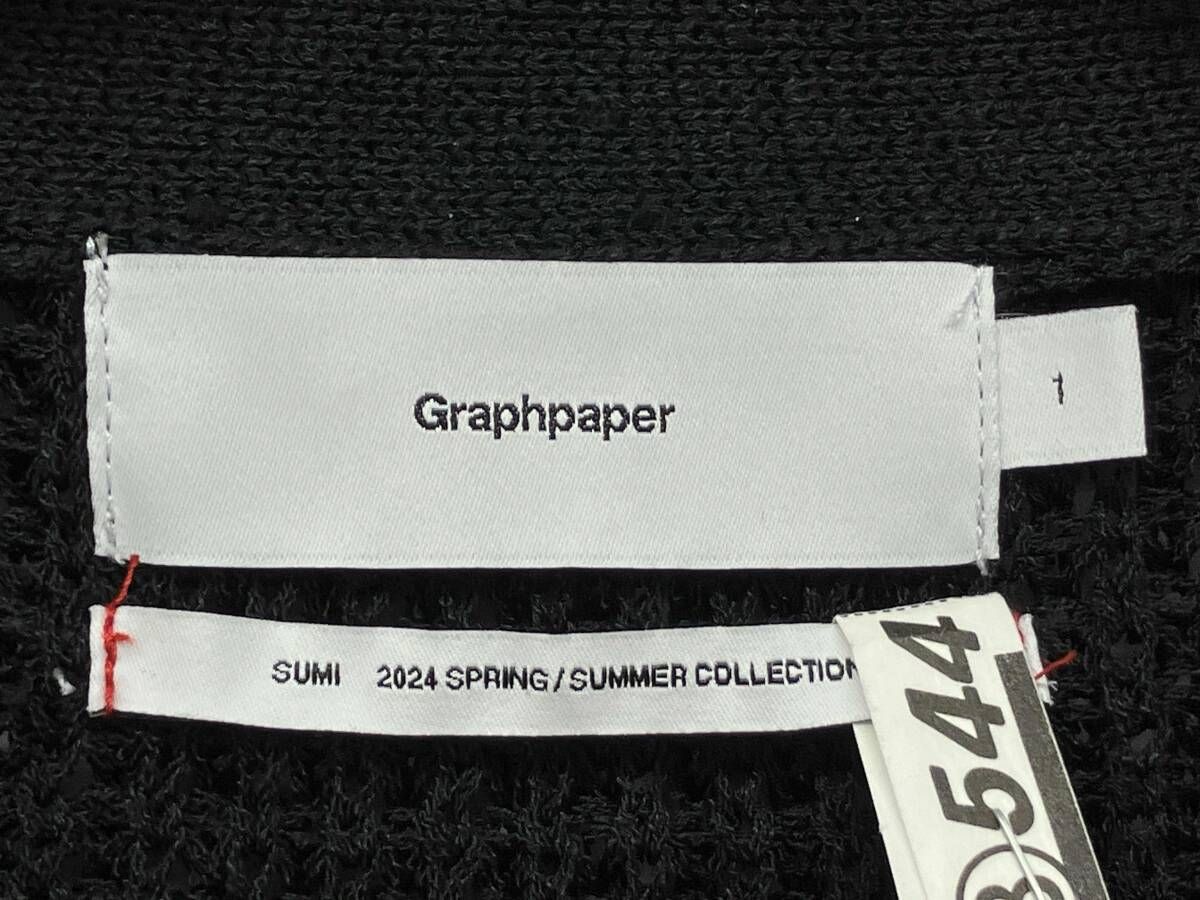 Graphpaper
1
SUMI 2024 SPRING/SUMMER COLLECTION
544